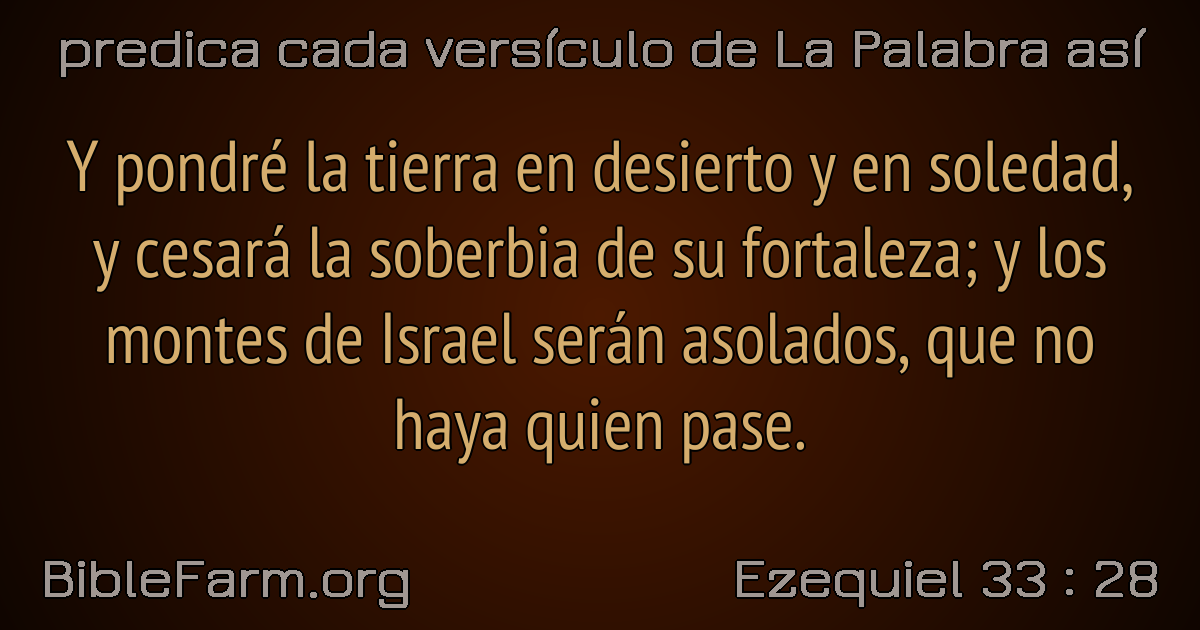 predica cada versículo de La Palabra así
Y pondré la tierra en desierto y en soledad,
y cesará la soberbia de su fortaleza; y los
montes de Israel serán asolados, que no
haya quien pase.
BibleFarm.org
Ezequiel 33 : 28